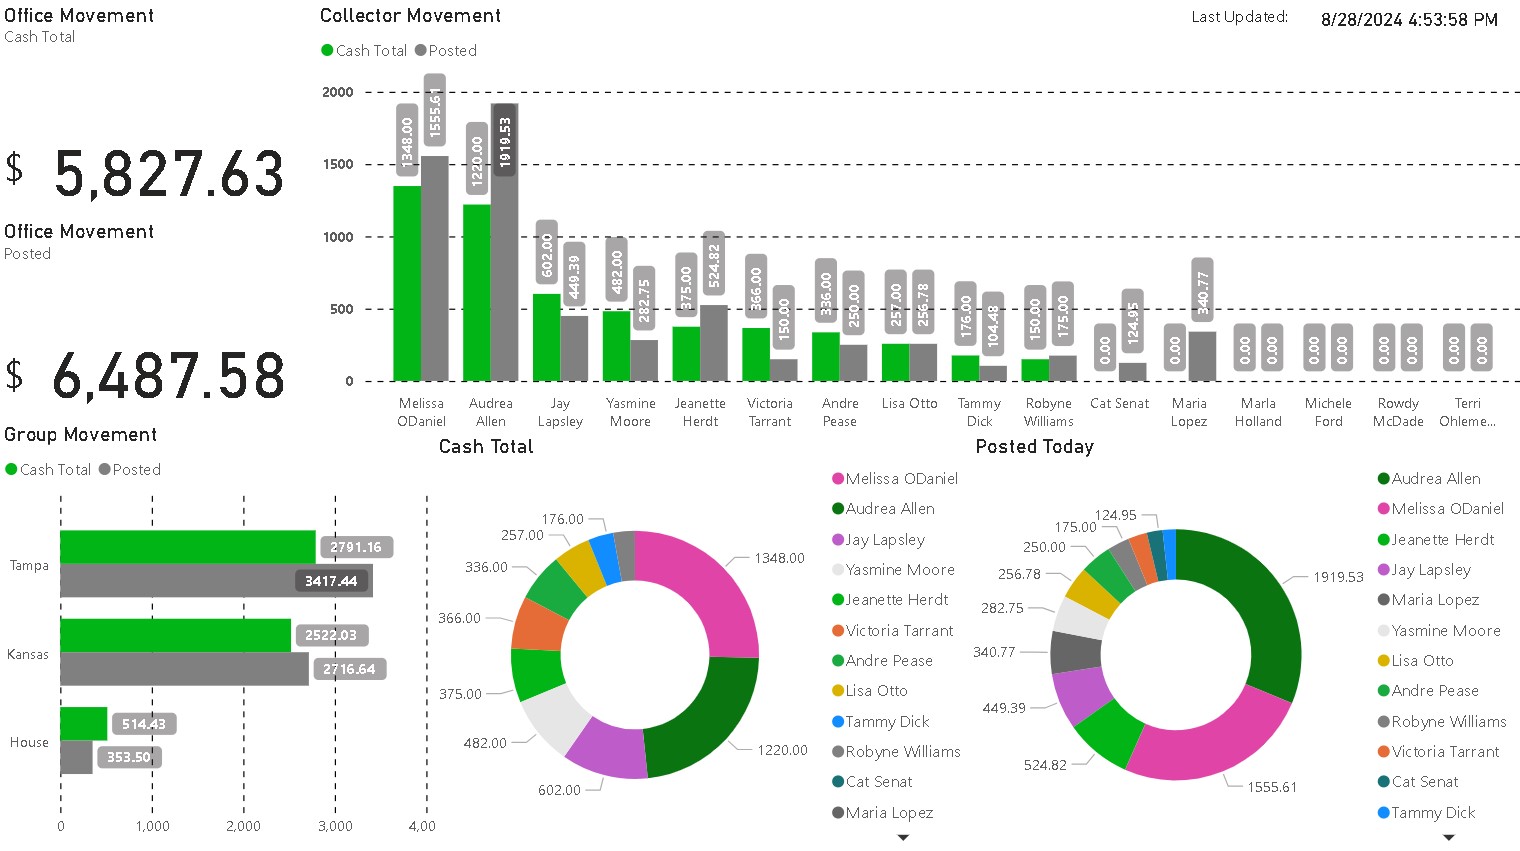 Office Movement
Cash Total
$ 5,827.63
Office Movement
Posted
$ 6,487.58
Collector Movement
Cash Total Posted
Last Updated: 8/28/2024 4:53:58 PM
2000
1500
1000
500
0
1348.00 1555.61
1220.00 1919.53
602.00 449.39
482.00 282.75
375.00 524.82
366.00 150.00
336.00 250.00
257.00 256.78
176.00 104.48
150.00 175.00
0.00 124.95
0.00 340.77
0.00 0.00
0.00 0.00
0.00 0.00
0.00 0.00
Melissa ODaniel
Audrea Allen
Jay Lapsley
Yasmine Moore
Jeanette Herdt
Victoria Tarrant
Andre Pease
Lisa Otto
Tammy Dick
Robyne Williams
Cat Senat
Maria Lopez
Marla Holland
Michele Ford
Rowdy McDade
Terri Ohleme...
Group Movement
Cash Total Posted
Tampa
2791.16
3417.44
Kansas
2522.03
2716.64
House
514.43
353.50
0 1,000 2,000 3,000 4,00
Cash Total
1348.00
1220.00
602.00
482.00
375.00
366.00
336.00
257.00
176.00
Melissa ODaniel
Audrea Allen
Jay Lapsley
Yasmine Moore
Jeanette Herdt
Victoria Tarrant
Andre Pease
Lisa Otto
Tammy Dick
Robyne Williams
Cat Senat
Maria Lopez
Posted Today
1919.53
1555.61
524.82
449.39
340.77
282.75
256.78
250.00
175.00
124.95
Audrea Allen
Melissa ODaniel
Jeanette Herdt
Jay Lapsley
Maria Lopez
Yasmine Moore
Lisa Otto
Andre Pease
Robyne Williams
Victoria Tarrant
Cat Senat
Tammy Dick